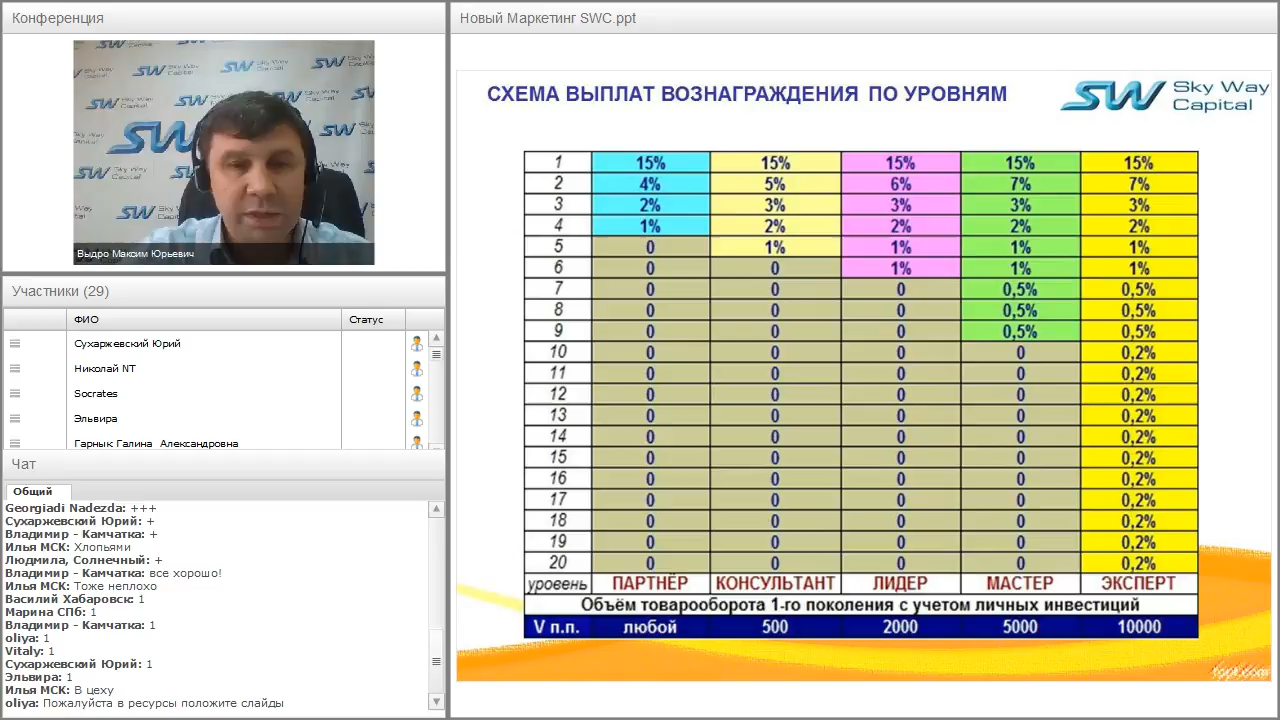 Конференция
SW Sky Way Capital
Выдро Максим Юрьевич
Участники (29)
ФИО Статус
Сухаржевский Юрий
Николай NT
Socrates
Эльвира
Гарнык Галина Александровна
Чат
Общий
Georgiadi Nadezda: +++
Сухаржевский Юрий: +
Владимир - Камчатка: +
Илья МСК: Хлопьями
Людмила, Солнечный: +
Владимир - Камчатка: все хорошо!
Илья МСК: Тоже неплохо
Василий Хабаровск: 1
Марина СПб: 1
Владимир - Камчатка: 1
oliya: 1
Vitaly: 1
Сухаржевский Юрий: 1
Эльвира: 1
Илья МСК: В цеху
oliya: Пожалуйста в ресурсы положите слайды
Новый Маркетинг SWC.ppt
СХЕМА ВЫПЛАТ ВОЗНАГРАЖДЕНИЯ ПО УРОВНЯМ
SW Sky Way Capital
1 15% 15% 15% 15% 15%
2 4% 5% 6% 7% 7%
3 2% 3% 3% 3% 3%
4 1% 2% 2% 2% 2%
5 0 1% 1% 1% 1%
6 0 0 1% 1% 1%
7 0 0 0 0,5% 0,5%
8 0 0 0 0,5% 0,5%
9 0 0 0 0,5% 0,5%
10 0 0 0 0 0,2%
11 0 0 0 0 0,2%
12 0 0 0 0 0,2%
13 0 0 0 0 0,2%
14 0 0 0 0 0,2%
15 0 0 0 0 0,2%
16 0 0 0 0 0,2%
17 0 0 0 0 0,2%
18 0 0 0 0 0,2%
19 0 0 0 0 0,2%
20 0 0 0 0 0,2%
уровень ПАРТНЁР КОНСУЛЬТАНТ ЛИДЕР МАСТЕР ЭКСПЕРТ
Объём товарооборота 1-го поколения с учетом личных инвестиций
V п.п. любой 500 2000 5000 10000
fppt.com